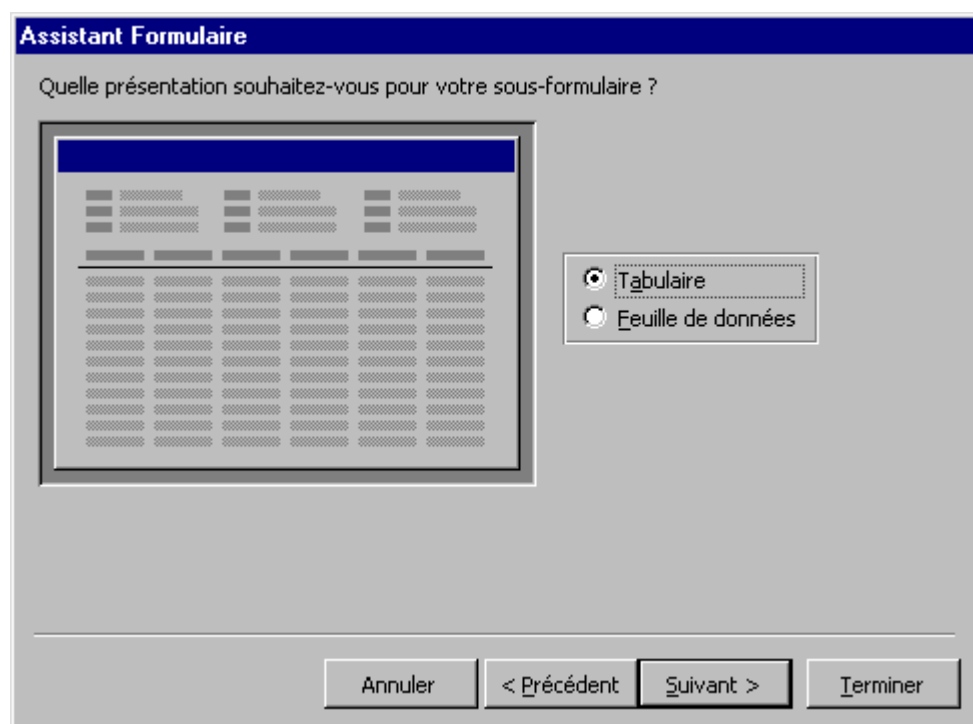 Assistant Formulaire
Quelle présentation souhaitez-vous pour votre sous-formulaire ?
Tabulaire
Feuille de données
Annuler
< Précédent
Suivant >
Terminer